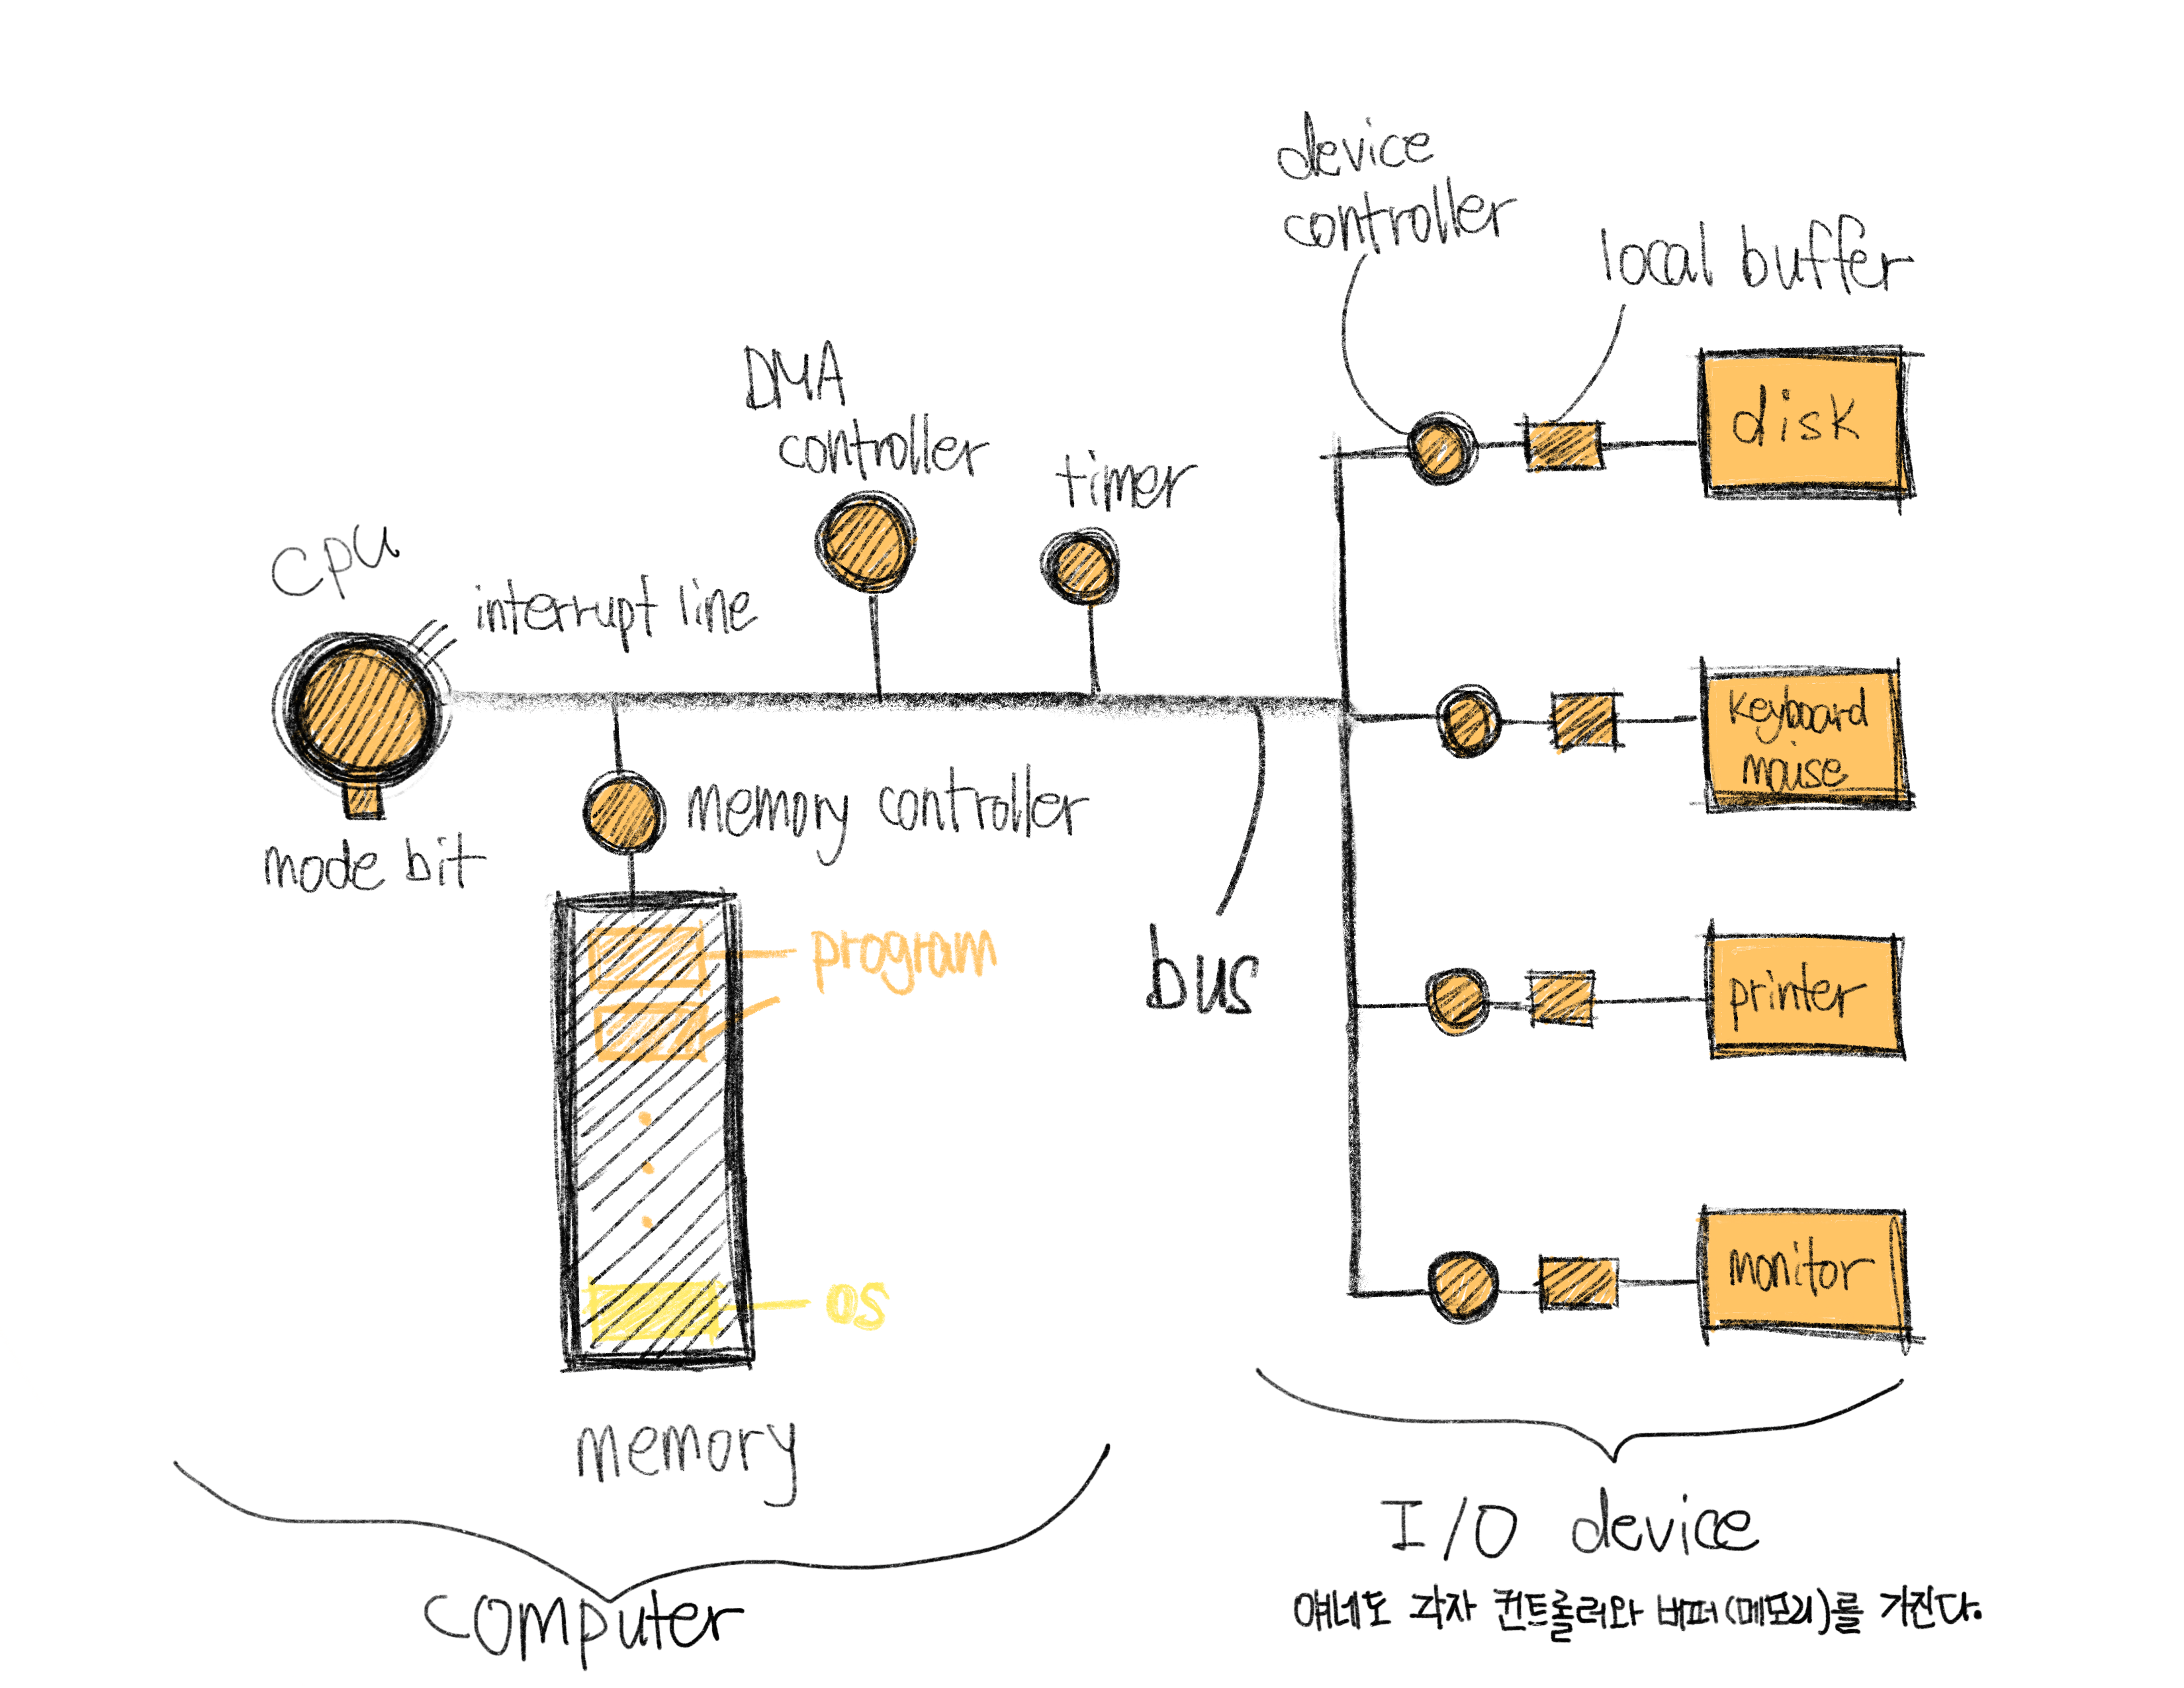 device
controller
local buffer
disk
DMA
controller
timer
cpu
interrupt line
keyboard
mouse
memory controller
mode bit
program
bus
printer
monitor
OS
memory
I/O device
얘네도 각자 컨트롤러와 버퍼(메모리)를 가진다.
computer